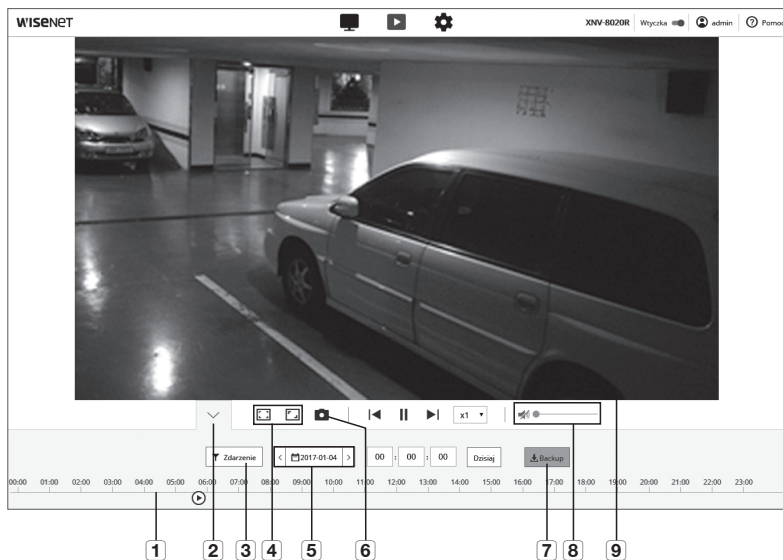 WISENET XNV-8020R Wtyczka admin ? Pomoc
x1
Zdarzenie < 2017-01-04 > 00 : 00 : 00 Dzisiaj Backup
00:00 01:00 02:00 03:00 04:00 05:00 06:00 07:00 08:00 09:00 10:00 11:00 12:00 13:00 14:00 15:00 16:00 17:00 18:00 19:00 20:00 21:00 22:00 23:00
1 2 3 4 5 6 7 8 9